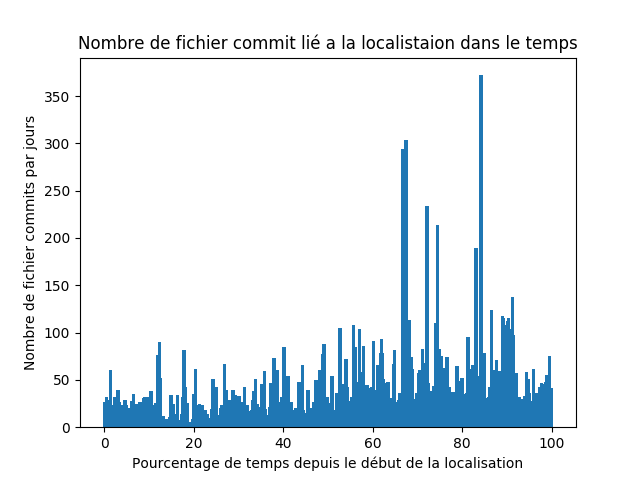 Nombre de fichier commit lié a la localistaion dans le temps
Nombre de fichier commits par jours
350
300
250
200
150
100
50
0
0 20 40 60 80 100
Pourcentage de temps depuis le début de la localisation